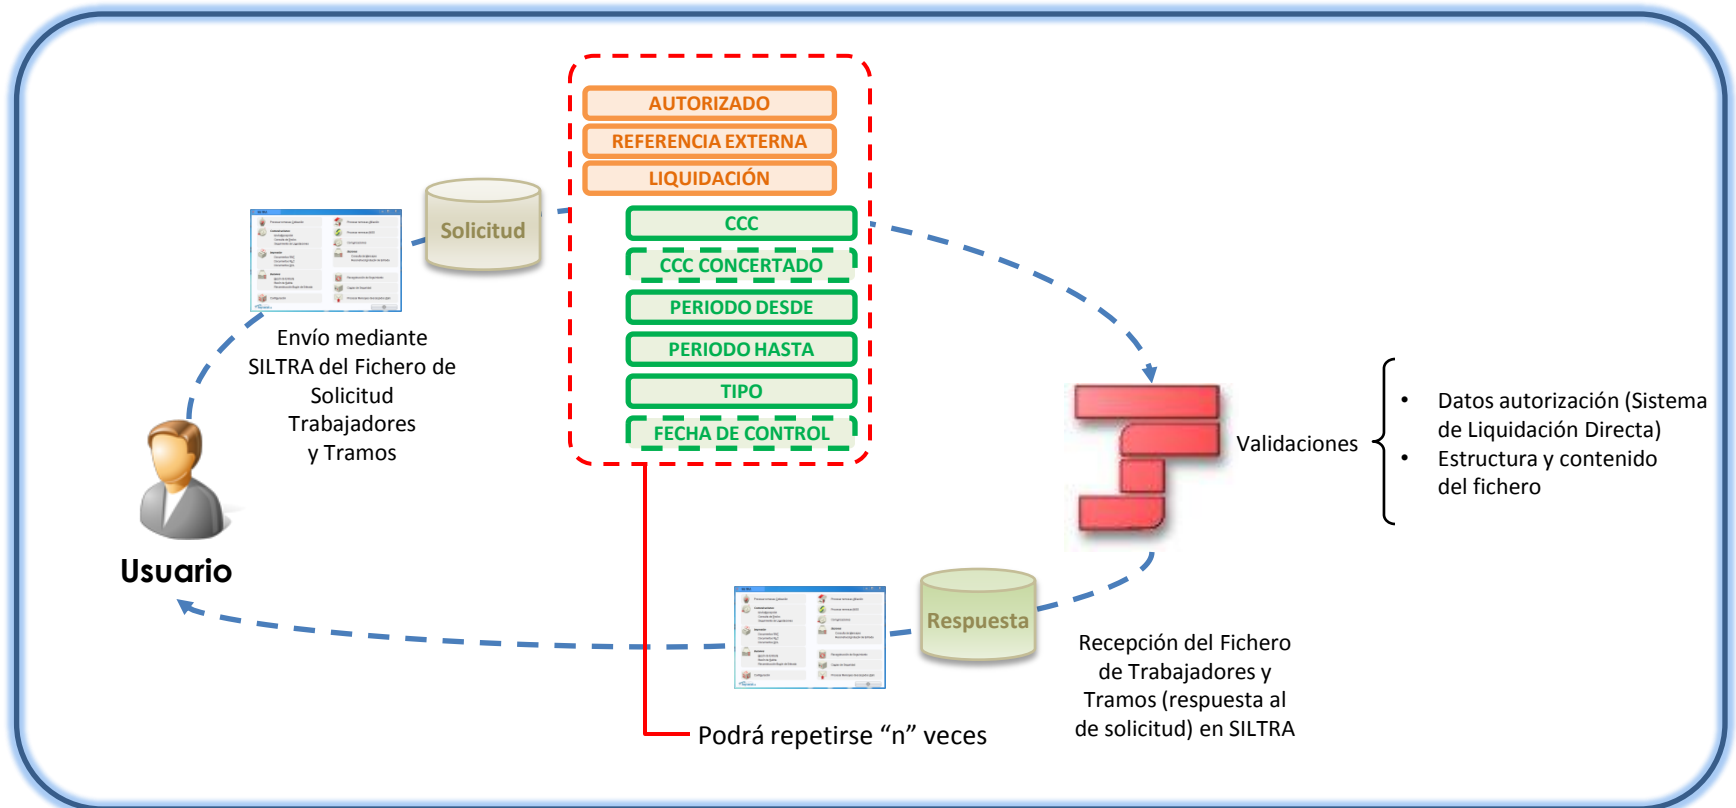 AUTORIZADO
REFERENCIA EXTERNA
LIQUIDACIÓN
CCC
CCC CONCERTADO
PERIODO DESDE
PERIODO HASTA
TIPO
FECHA DE CONTROL
Solicitud
Envío mediante
SILTRA del Fichero de
Solicitud
Trabajadores
y Tramos
Usuario
Validaciones
• Datos autorización (Sistema
de Liquidación Directa)
• Estructura y contenido
del fichero
Respuesta
Recepción del Fichero
de Trabajadores y
Tramos (respuesta al
de solicitud) en SILTRA
Podrá repetirse “n” veces